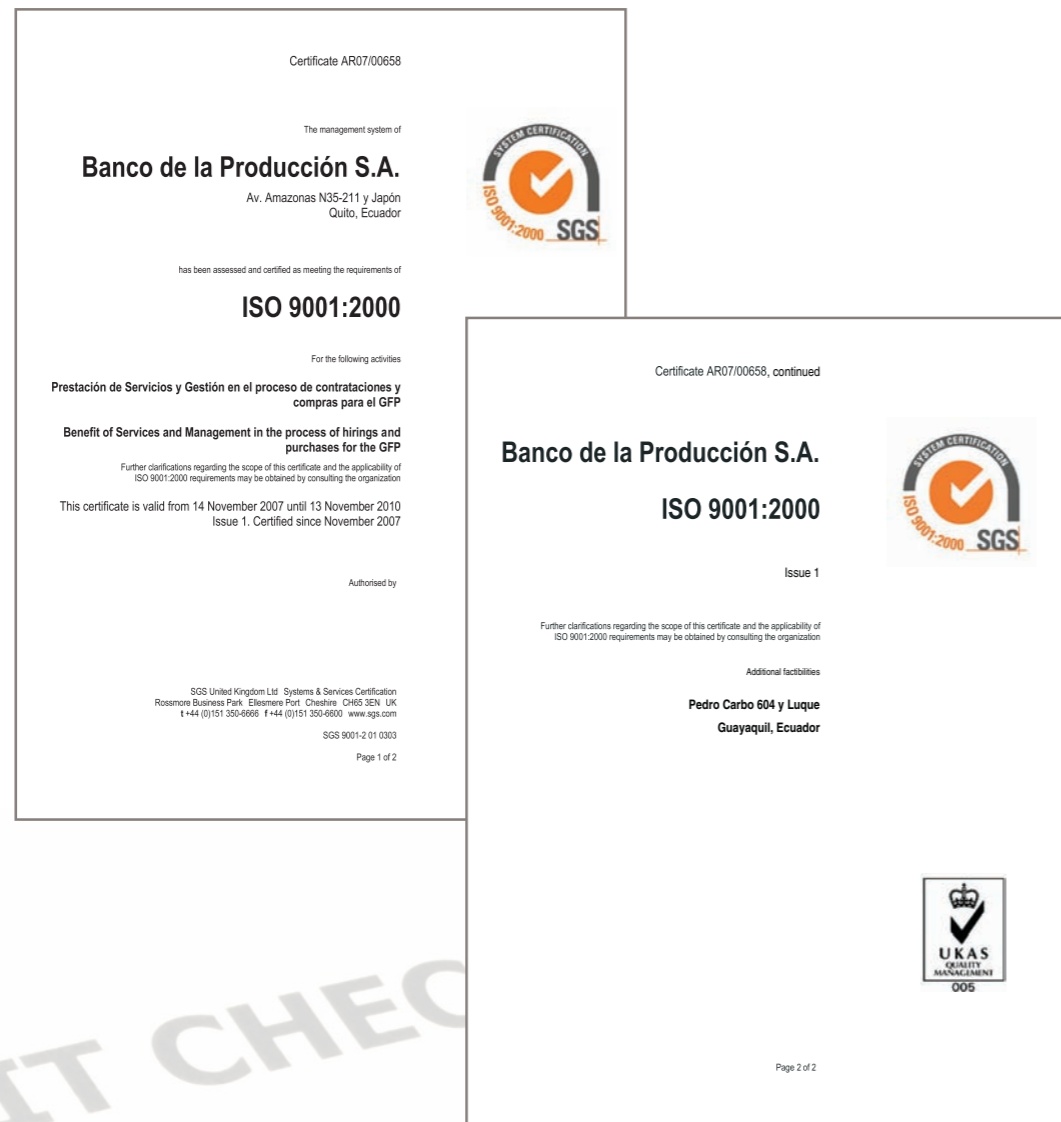 Certificate AR07/00658
The management system of
Banco de la Producción S.A.
Av. Amazonas N35-211 y Japón
Quito, Ecuador
has been assessed and certified as meeting the requirements of
ISO 9001:2000
For the following activities
Prestación de Servicios y Gestión en el proceso de contrataciones y
compras para el GFP
Benefit of Services and Management in the process of hirings and
purchases for the GFP
Further clarifications regarding the scope of this certificate and the applicability of
ISO 9001:2000 requirements may be obtained by consulting the organization
This certificate is valid from 14 November 2007 until 13 November 2010
Issue 1. Certified since November 2007
Authorised by
SGS United Kingdom Ltd Systems & Services Certification
Rossmore Business Park Ellesmere Port Cheshire CH65 3EN UK
t +44 (0)151 350-6666 f +44 (0)151 350-6600 www.sgs.com
SGS 9001-2 01 0303
Page 1 of 2
SYSTEM CERTIFICATION
ISO 9001:2000
SGS
Certificate AR07/00658, continued
Banco de la Producción S.A.
ISO 9001:2000
Issue 1
Further clarifications regarding the scope of this certificate and the applicability of
ISO 9001:2000 requirements may be obtained by consulting the organization
Additional factibilities
Pedro Carbo 604 y Luque
Guayaquil, Ecuador
SYSTEM CERTIFICATION
ISO 9001:2000
SGS
UKAS
QUALITY
MANAGEMENT
005
Page 2 of 2
IT CHEC